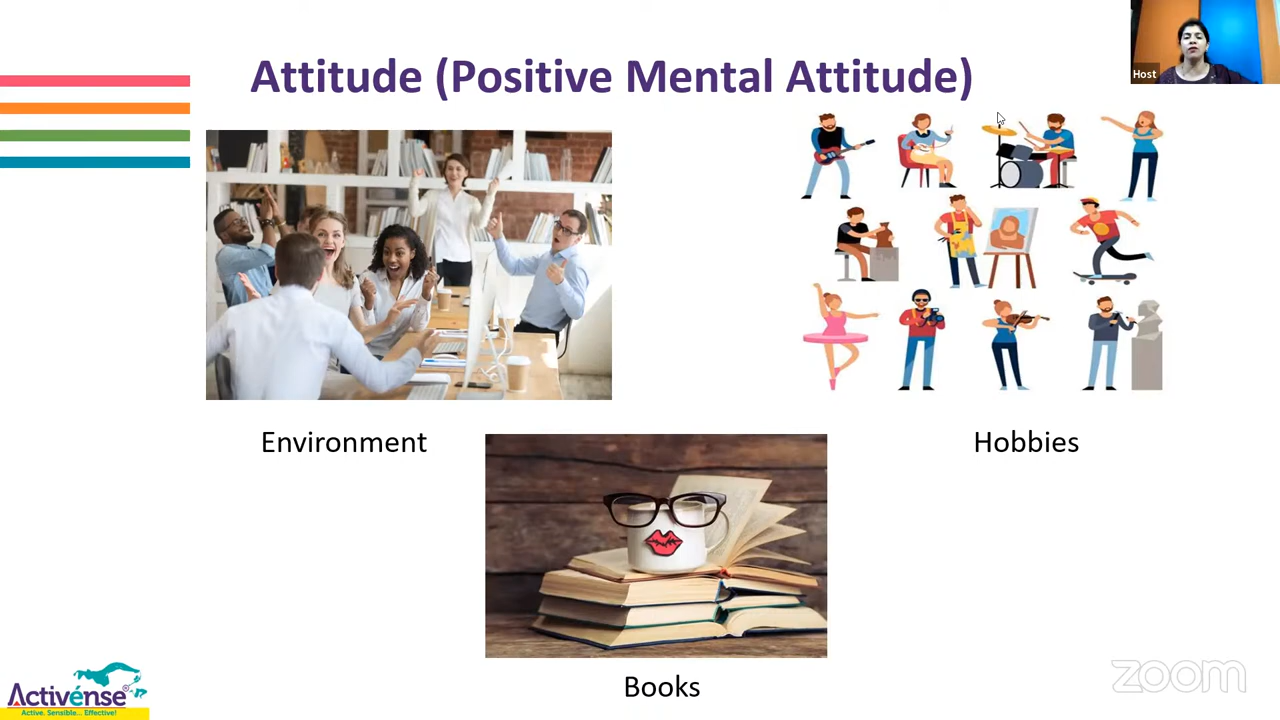 Attitude (Positive Mental Attitude)
Host
Environment
Hobbies
Books
Activénse®
Active. Sensible... Effective!
zoom